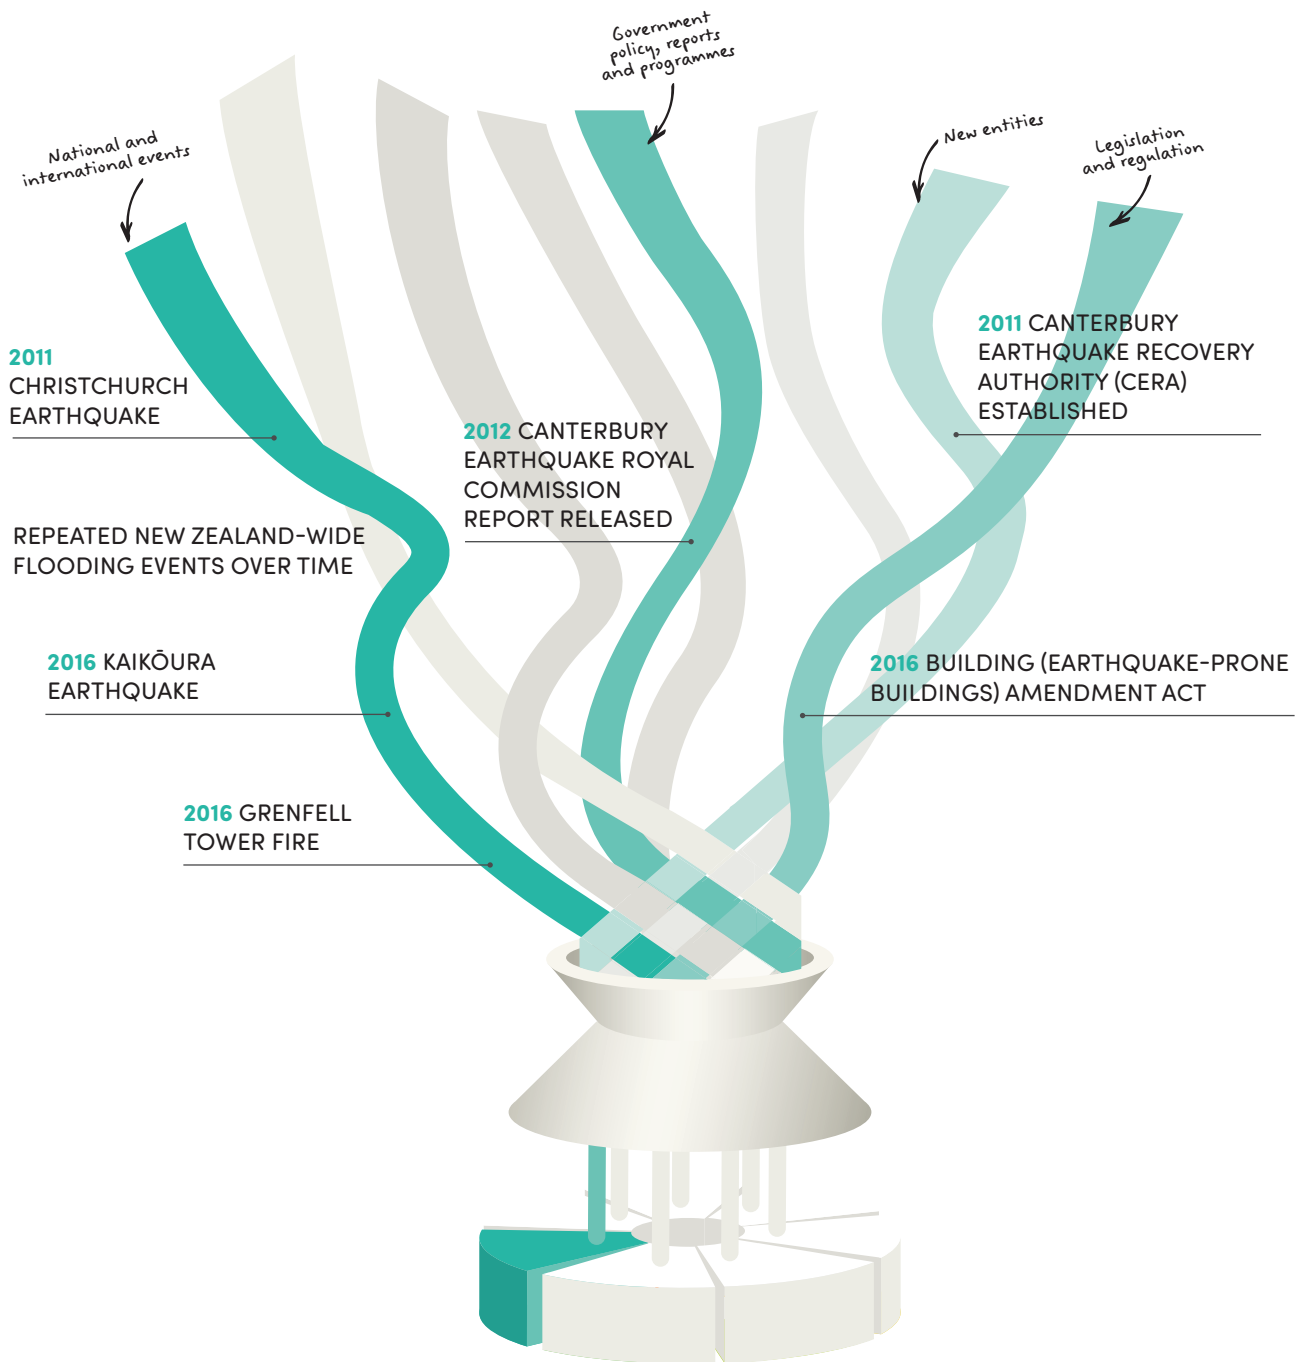 Government
policy, reports
and programmes
National and
international events
New entities
Legislation
and regulation
2011
CHRISTCHURCH
EARTHQUAKE
2011 CANTERBURY
EARTHQUAKE RECOVERY
AUTHORITY (CERA)
ESTABLISHED
2012 CANTERBURY
EARTHQUAKE ROYAL
COMMISSION
REPORT RELEASED
REPEATED NEW ZEALAND-WIDE
FLOODING EVENTS OVER TIME
2016 KAIKŌURA
EARTHQUAKE
2016 BUILDING (EARTHQUAKE-PRONE
BUILDINGS) AMENDMENT ACT
2016 GRENFELL
TOWER FIRE